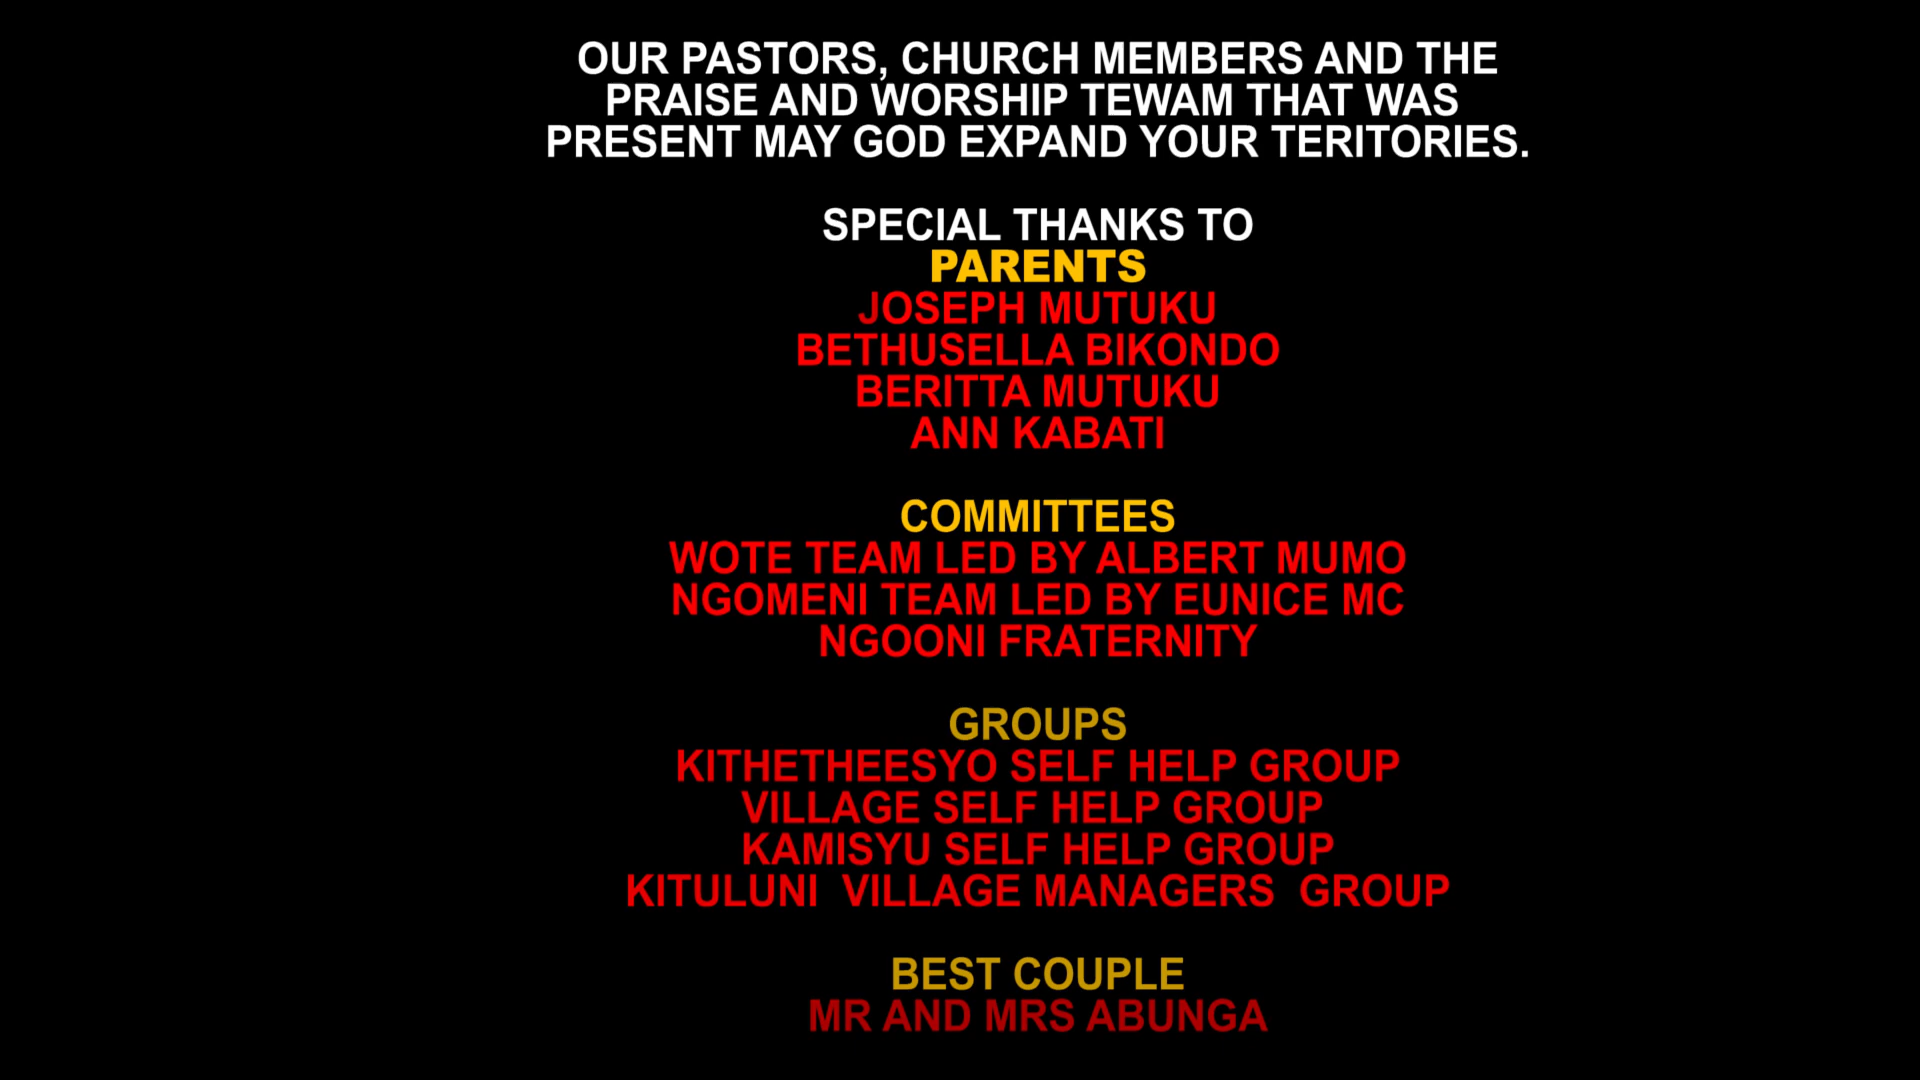 OUR PASTORS, CHURCH MEMBERS AND THE
PRAISE AND WORSHIP TEWAM THAT WAS
PRESENT MAY GOD EXPAND YOUR TERITORIES.
SPECIAL THANKS TO
PARENTS
JOSEPH MUTUKU
BETHUSELLA BIKONDO
BERITTA MUTUKU
ANN KABATI
COMMITTEES
WOTE TEAM LED BY ALBERT MUMO
NGOMENI TEAM LED BY EUNICE MC
NGOONI FRATERNITY
GROUPS
KITHETHEESYO SELF HELP GROUP
VILLAGE SELF HELP GROUP
KAMISYU SELF HELP GROUP
KITULUNI  VILLAGE MANAGERS  GROUP
BEST COUPLE
MR AND MRS ABUNGA